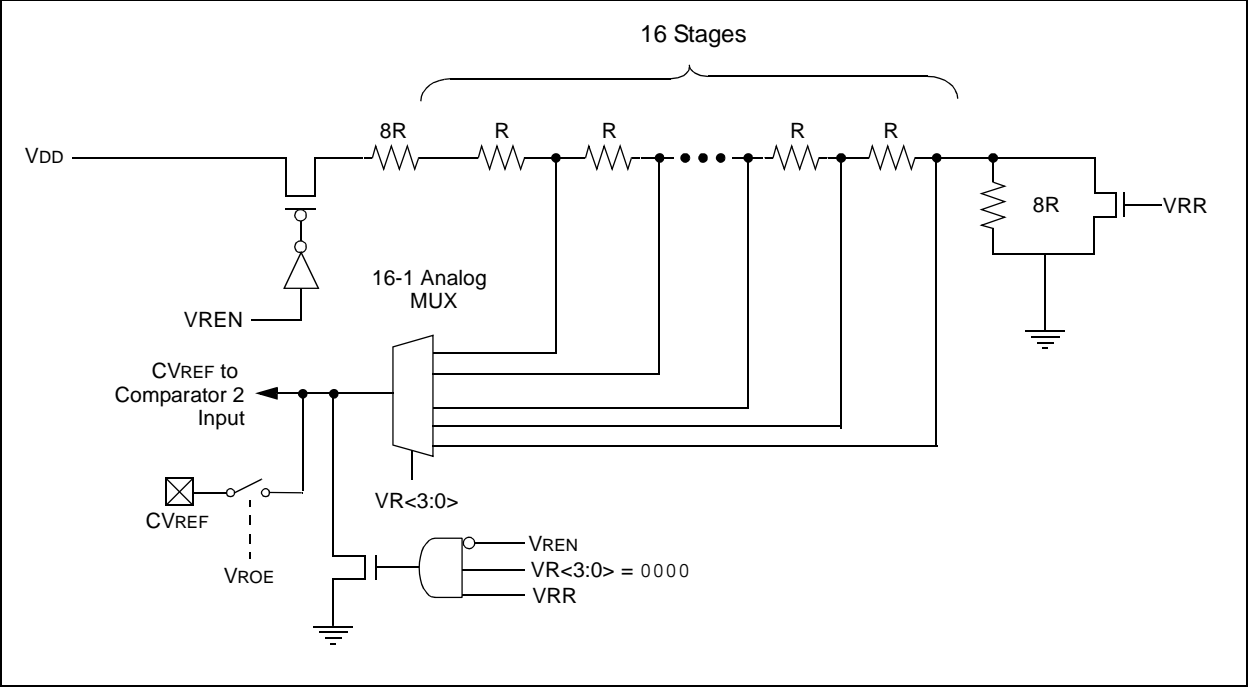 16 Stages
8R
R
R
R
R
VDD
8R
VRR
16-1 Analog
MUX
VREN
CVREF to
Comparator 2
Input
VR<3:0>
CVREF
VROE
VREN
VR<3:0> = 0000
VRR